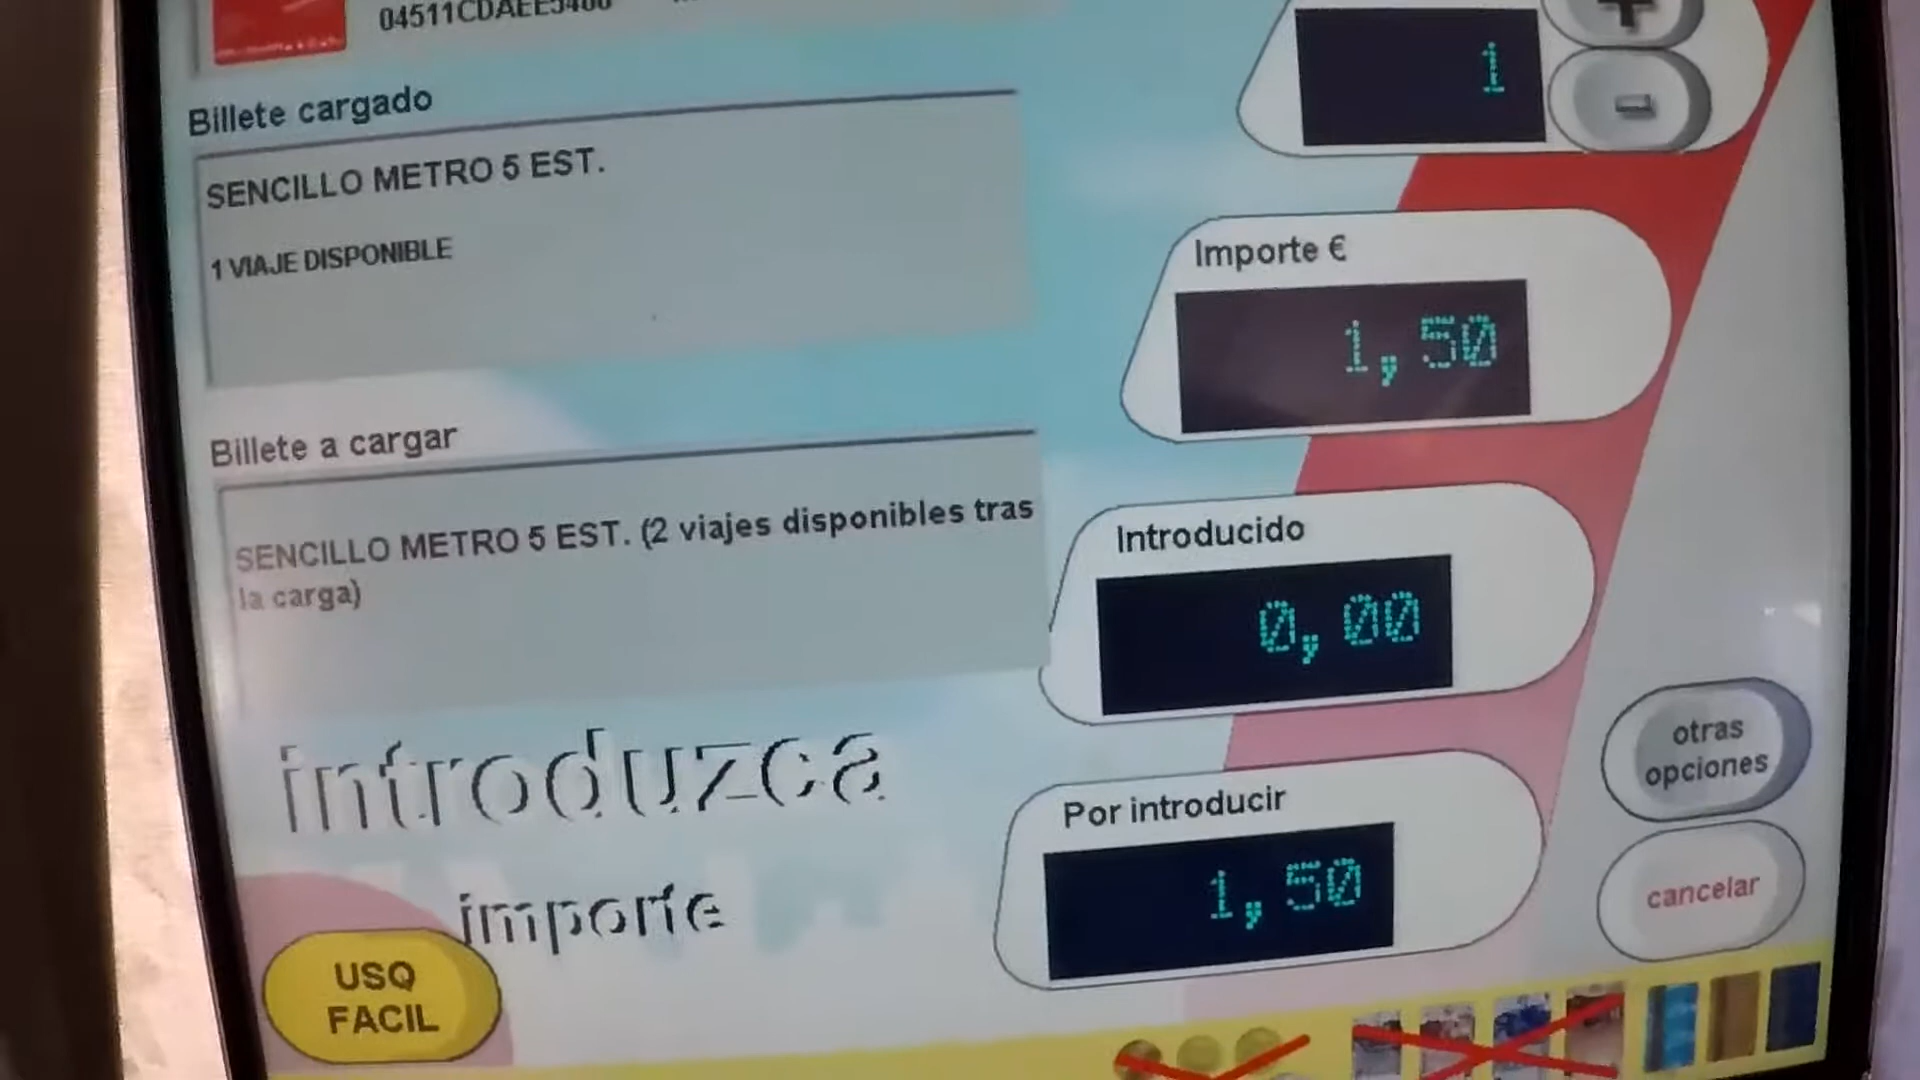 1
Billete cargado
SENCILLO METRO 5 EST.
1 VIAJE DISPONIBLE
Importe €
1,50
Billete a cargar
SENCILLO METRO 5 EST. (2 viajes disponibles tras
la carga)
Introducido
0,00
introduzca
importe
Por introducir
1,50
otras
opciones
cancelar
USO
FACIL